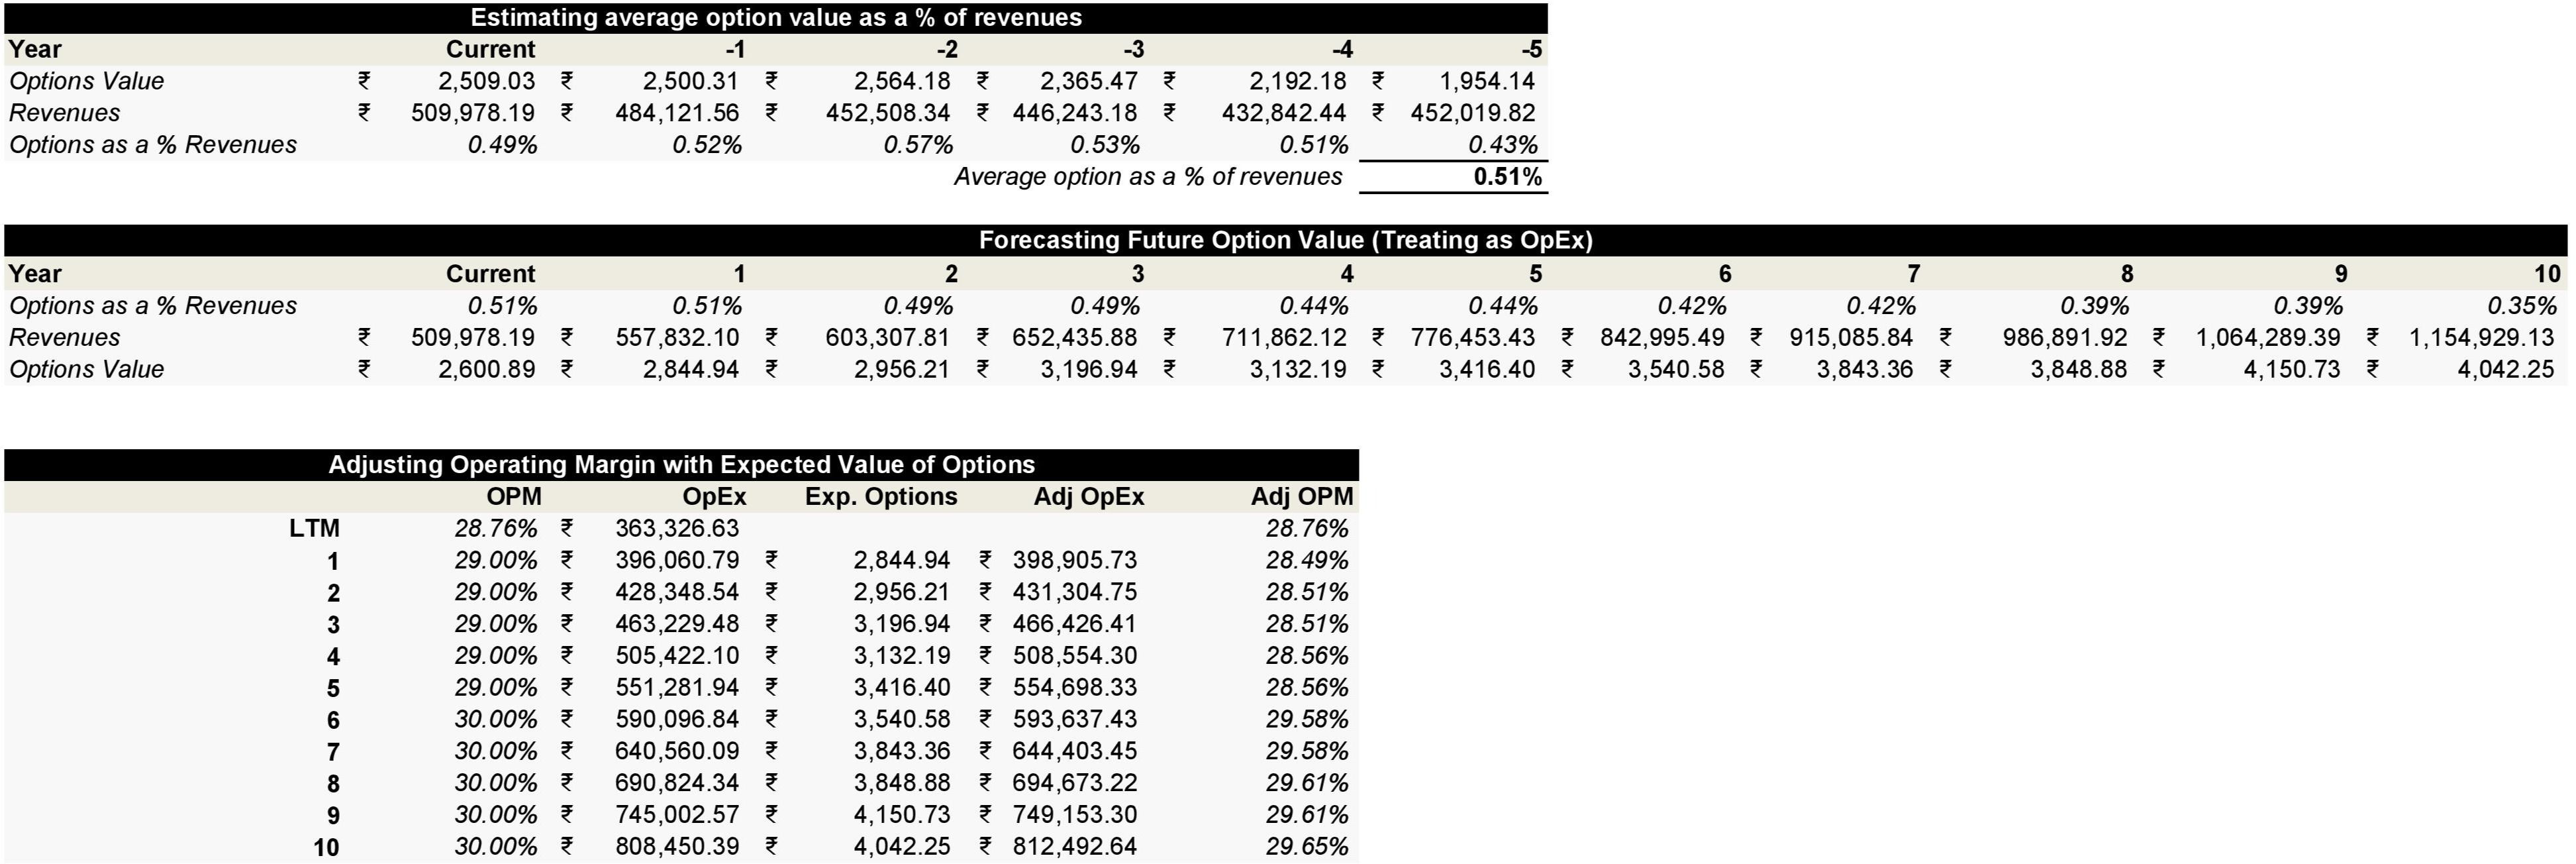 Estimating average option value as a % of revenues
Year Current -1 -2 -3 -4 -5
Options Value ₹ 2,509.03 ₹ 2,500.31 ₹ 2,564.18 ₹ 2,365.47 ₹ 2,192.18 ₹ 1,954.14
Revenues ₹ 509,978.19 ₹ 484,121.56 ₹ 452,508.34 ₹ 446,243.18 ₹ 432,842.44 ₹ 452,019.82
Options as a % Revenues 0.49% 0.52% 0.57% 0.53% 0.51% 0.43%
Average option as a % of revenues 0.51%
Forecasting Future Option Value (Treating as OpEx)
Year Current 1 2 3 4 5 6 7 8 9 10
Options as a % Revenues 0.51% 0.51% 0.49% 0.49% 0.44% 0.44% 0.42% 0.42% 0.39% 0.39% 0.35%
Revenues ₹ 509,978.19 ₹ 557,832.10 ₹ 603,307.81 ₹ 652,435.88 ₹ 711,862.12 ₹ 776,453.43 ₹ 842,995.49 ₹ 915,085.84 ₹ 986,891.92 ₹ 1,064,289.39 ₹ 1,154,929.13
Options Value ₹ 2,600.89 ₹ 2,844.94 ₹ 2,956.21 ₹ 3,196.94 ₹ 3,132.19 ₹ 3,416.40 ₹ 3,540.58 ₹ 3,843.36 ₹ 3,848.88 ₹ 4,150.73 ₹ 4,042.25
Adjusting Operating Margin with Expected Value of Options
OPM OpEx Exp. Options Adj OpEx Adj OPM
LTM 28.76% ₹ 363,326.63 28.76%
1 29.00% ₹ 396,060.79 ₹ 2,844.94 ₹ 398,905.73 28.49%
2 29.00% ₹ 428,348.54 ₹ 2,956.21 ₹ 431,304.75 28.51%
3 29.00% ₹ 463,229.48 ₹ 3,196.94 ₹ 466,426.41 28.51%
4 29.00% ₹ 505,422.10 ₹ 3,132.19 ₹ 508,554.30 28.56%
5 29.00% ₹ 551,281.94 ₹ 3,416.40 ₹ 554,698.33 28.56%
6 30.00% ₹ 590,096.84 ₹ 3,540.58 ₹ 593,637.43 29.58%
7 30.00% ₹ 640,560.09 ₹ 3,843.36 ₹ 644,403.45 29.58%
8 30.00% ₹ 690,824.34 ₹ 3,848.88 ₹ 694,673.22 29.61%
9 30.00% ₹ 745,002.57 ₹ 4,150.73 ₹ 749,153.30 29.61%
10 30.00% ₹ 808,450.39 ₹ 4,042.25 ₹ 812,492.64 29.65%